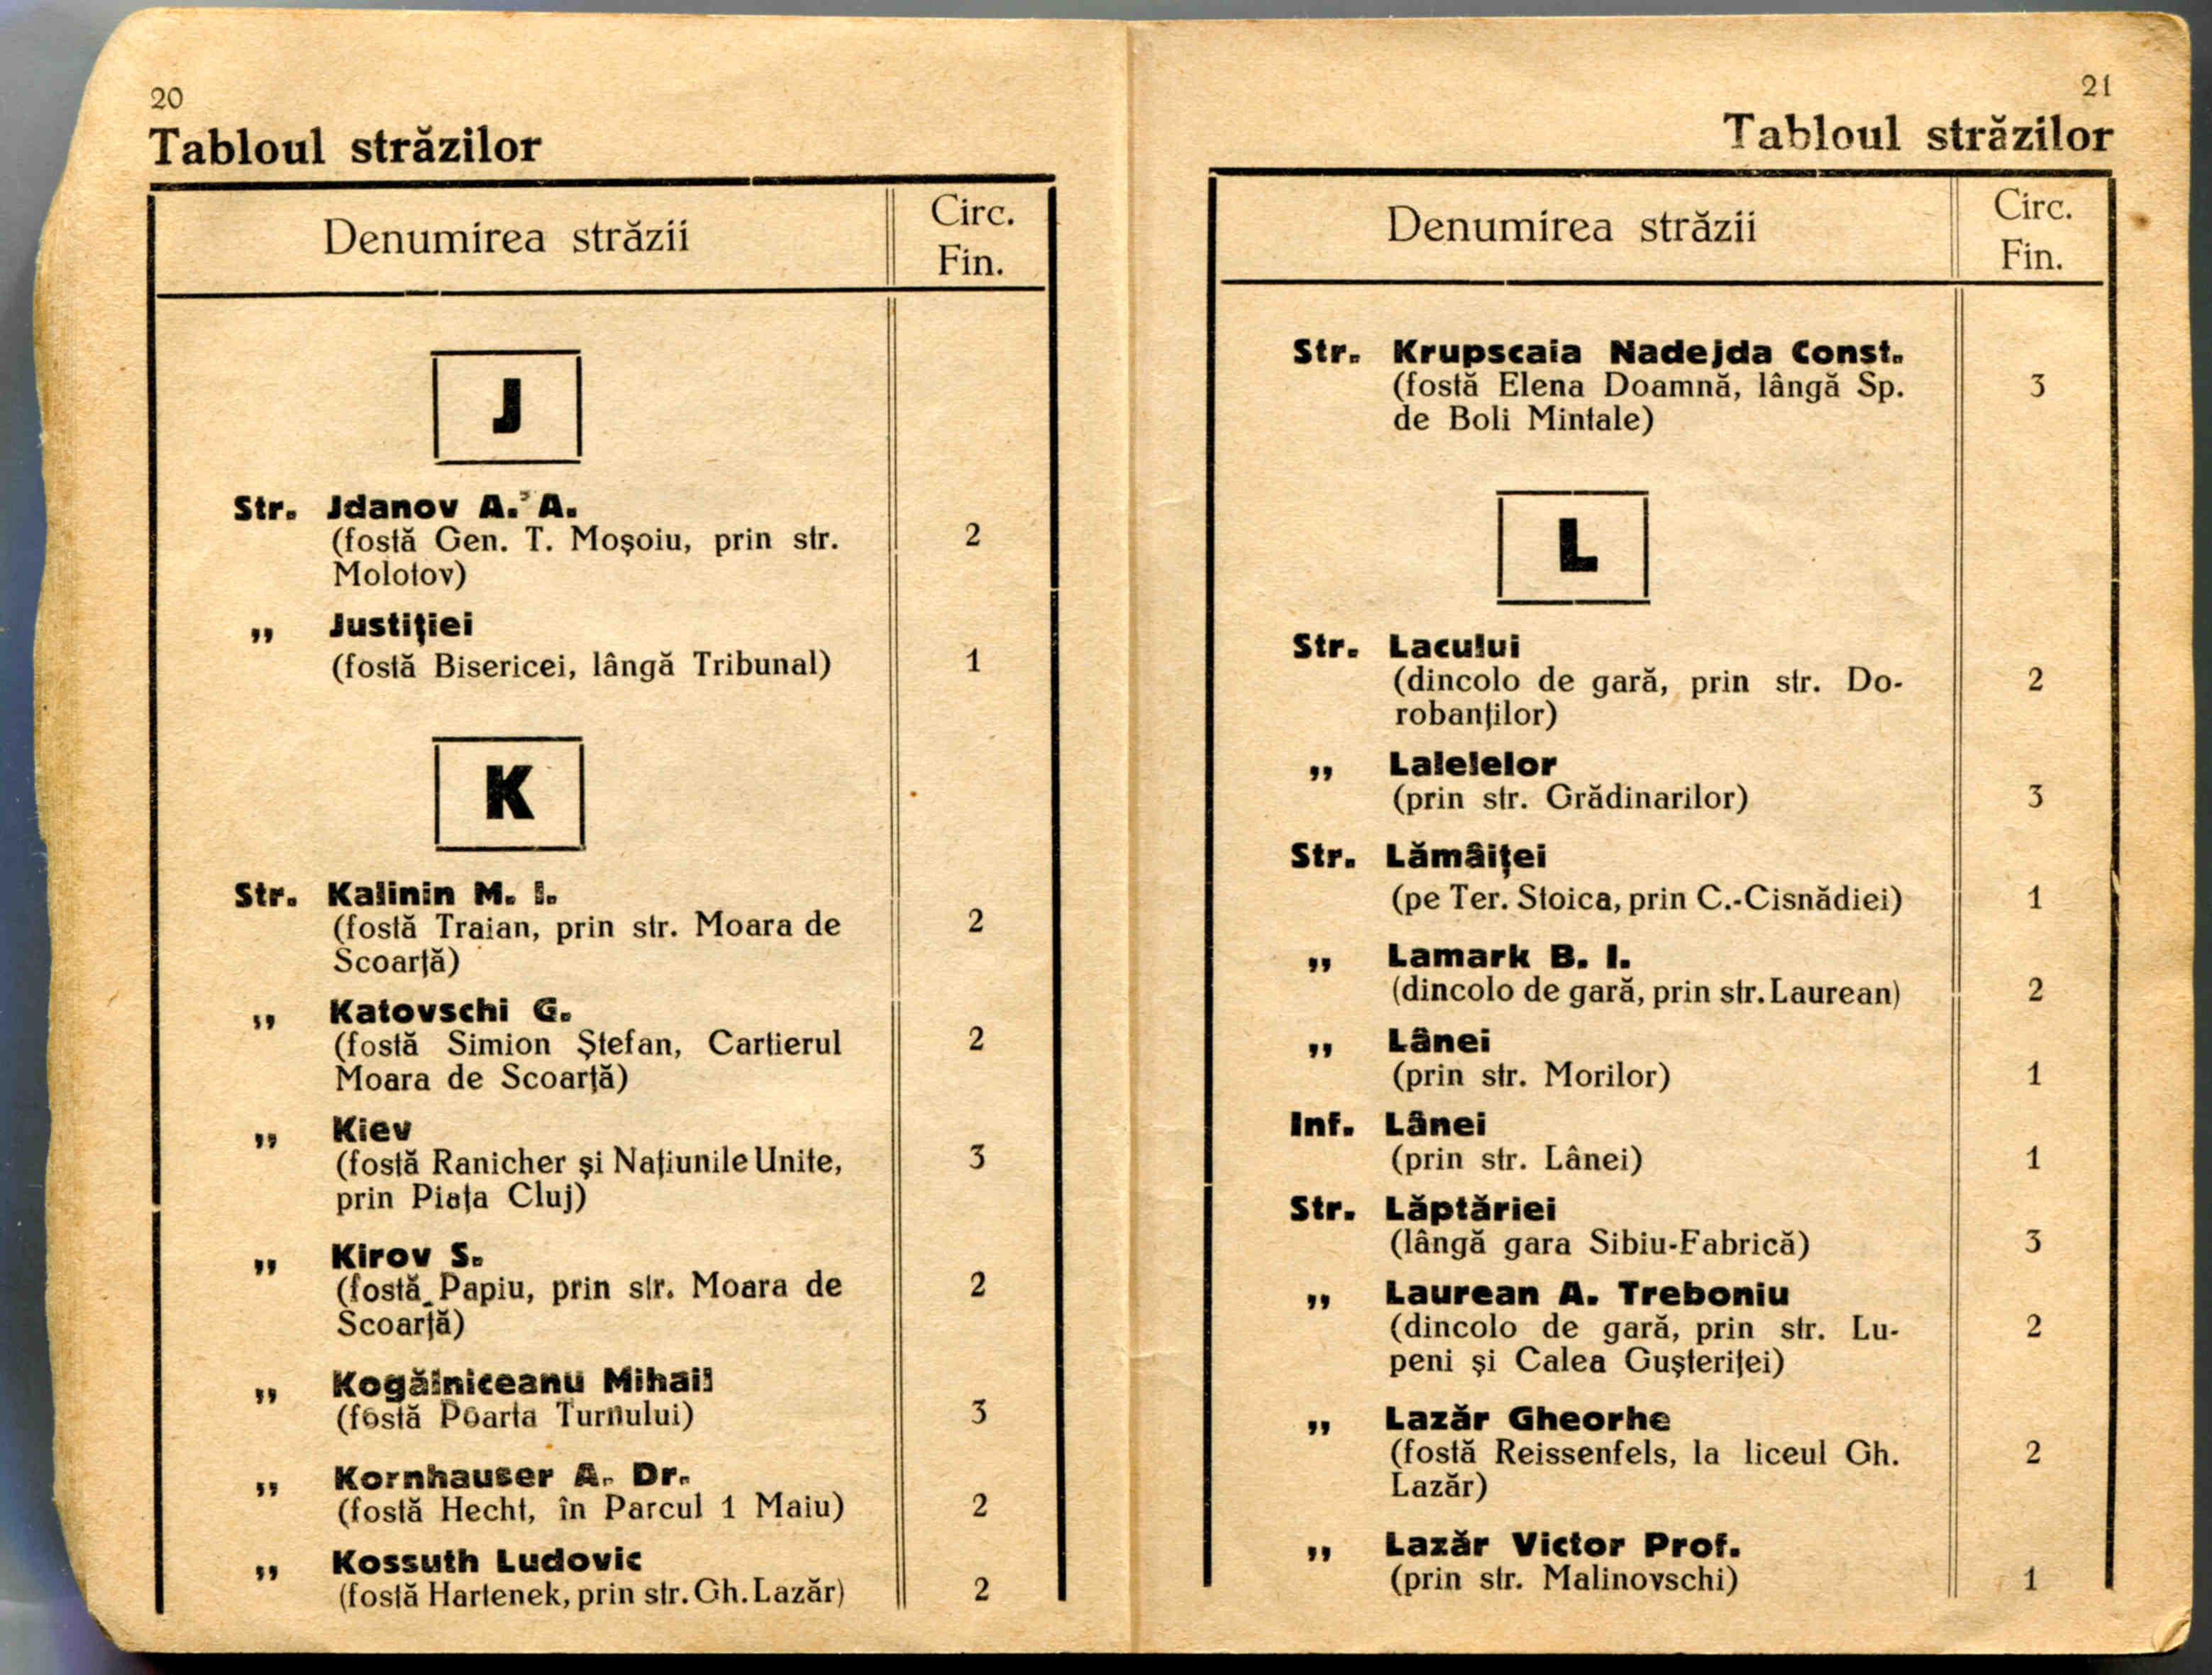 20
Tabloul străzilor
Denumirea străzii
Circ.
Fin.
J
Str. Jdanov A. A.
(fostă Gen. T. Moşoiu, prin str. 2
Molotov)
„ Justiţiei
(fostă Bisericei, lângă Tribunal) 1
K
Str. Kalinin M. I.
(fostă Traian, prin str. Moara de 2
Scoarţă)
„ Katovschi G.
(fostă Simion Ştefan, Cartierul 2
Moara de Scoarţă)
„ Kiev
(fostă Ranicher şi Naţiunile Unite, 3
prin Piaţa Cluj)
„ Kirov S.
(fostă Papiu, prin str. Moara de 2
Scoarţă)
„ Kogălniceanu Mihail
(fostă Poarta Turnului) 3
„ Kornhauser A. Dr.
(fostă Hecht, în Parcul 1 Maiu) 2
„ Kossuth Ludovic
(fostă Hartenek, prin str. Gh. Lazăr) 2
21
Tabloul străzilor
Denumirea străzii
Circ.
Fin.
Str. Krupscaia Nadejda Const.
(fostă Elena Doamnă, lângă Sp. 3
de Boli Mintale)
L
Str. Lacului
(dincolo de gară, prin str. Do- 2
robanţilor)
„ Lalelelor
(prin str. Grădinarilor) 3
Str. Lămâiţei
(pe Ter. Stoica, prin C.-Cisnădiei) 1
„ Lamark B. I.
(dincolo de gară, prin str. Laurean) 2
„ Lânei
(prin str. Morilor) 1
Inf. Lânei
(prin str. Lânei) 1
Str. Lăptăriei
(lângă gara Sibiu-Fabrică) 3
„ Laurean A. Treboniu
(dincolo de gară, prin str. Lu- 2
peni şi Calea Guşteriţei)
„ Lazăr Gheorhe
(fostă Reissenfels, la liceul Gh. 2
Lazăr)
„ Lazăr Victor Prof.
(prin str. Malinovschi) 1